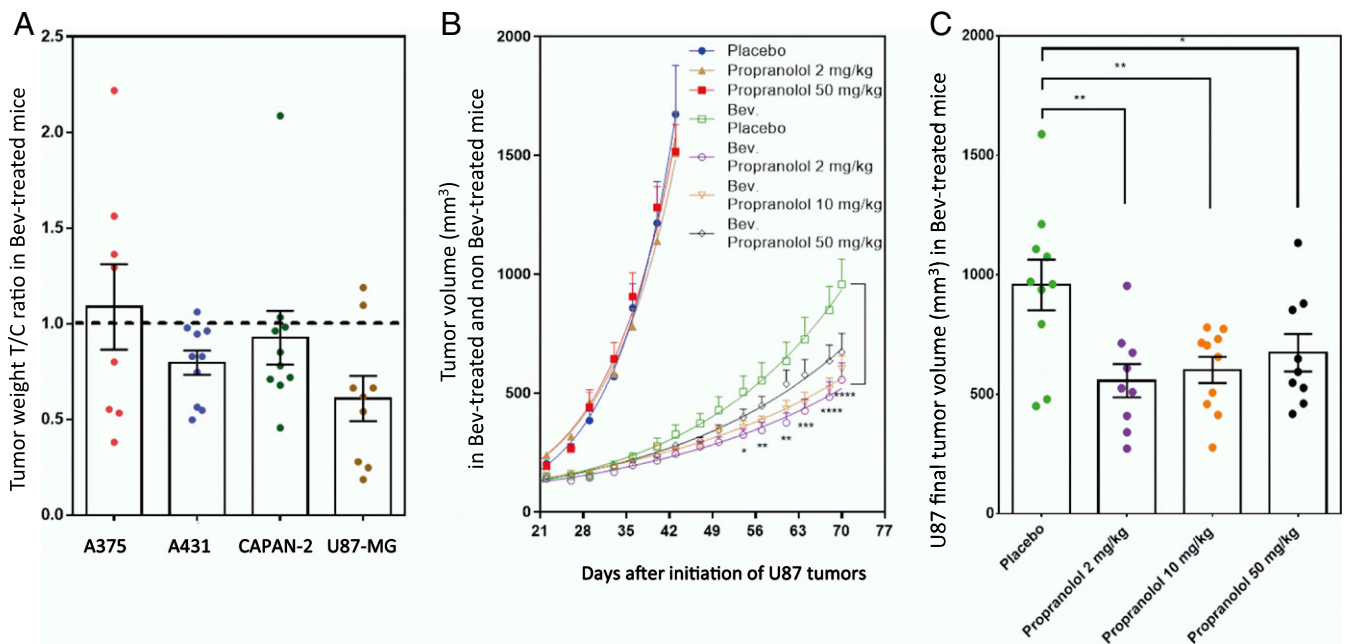 A
Tumor weight T/C ratio in Bev-treated mice
2.5
2.0
1.5
1.0
0.5
0.0
A375
A431
CAPAN-2
U87-MG
B
Tumor volume (mm³)
in Bev-treated and non Bev-treated mice
2000
1500
1000
500
0
Placebo
Propranolol 2 mg/kg
Propranolol 50 mg/kg
Bev.
Placebo
Bev.
Propranolol 2 mg/kg
Bev.
Propranolol 10 mg/kg
Bev.
Propranolol 50 mg/kg
*
**
**
***
****
****
21 28 35 42 49 56 63 70 77
Days after initiation of U87 tumors
C
U87 final tumor volume (mm³) in Bev-treated mice
2000
1500
1000
500
0
*
**
**
Placebo
Propranolol 2 mg/kg
Propranolol 10 mg/kg
Propranolol 50 mg/kg